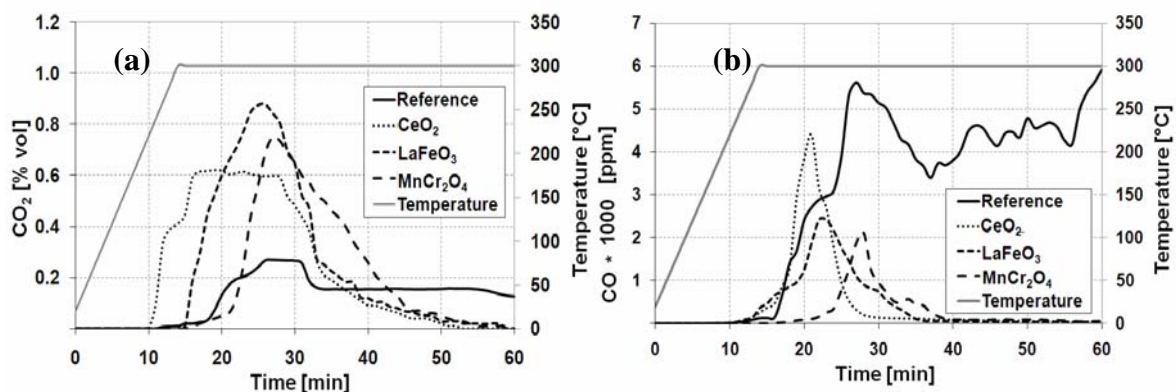 (a)
CO₂ [% vol]
1.2
1.0
0.8
0.6
0.4
0.2
350
300
250
200
150
100
50
0
Temperature [°C]
Reference
CeO₂
LaFeO₃
MnCr₂O₄
Temperature
0 10 20 30 40 50 60
Time [min]
(b)
CO * 1000 [ppm]
7
6
5
4
3
2
1
350
300
250
200
150
100
50
0
Temperature [°C]
Reference
CeO₂
LaFeO₃
MnCr₂O₄
Temperature
0 10 20 30 40 50 60
Time [min]